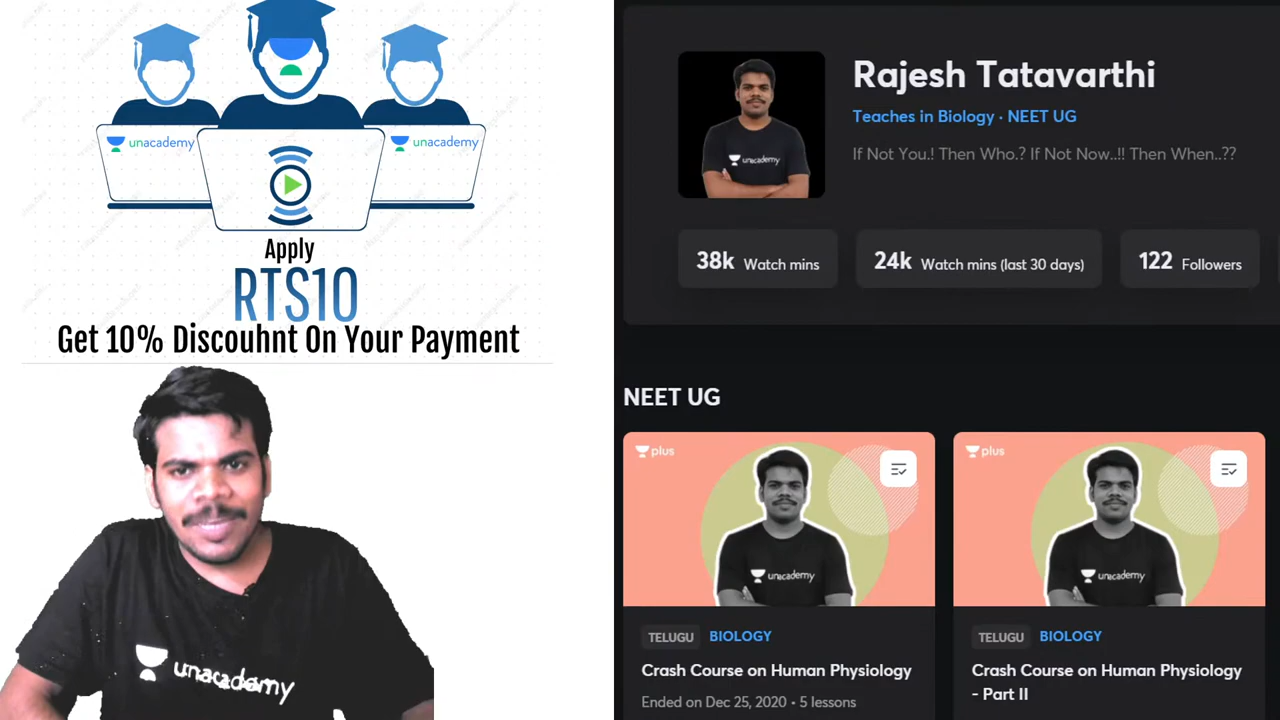 unacademy
unacademy
Apply
RTS10
Get 10% Discouhnt On Your Payment
unacademy
Rajesh Tatavarthi
Teaches in Biology · NEET UG
If Not You.! Then Who.? If Not Now..!! Then When..??
unacademy
38k Watch mins
24k Watch mins (last 30 days)
122 Followers
NEET UG
plus
unacademy
TELUGU BIOLOGY
Crash Course on Human Physiology
Ended on Dec 25, 2020 • 5 lessons
plus
unacademy
TELUGU BIOLOGY
Crash Course on Human Physiology
- Part II